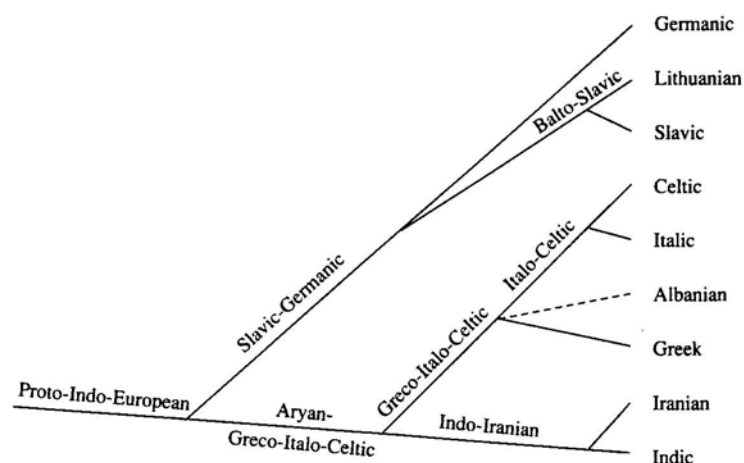 Germanic
Lithuanian
Balto-Slavic
Slavic
Celtic
Italic
Italo-Celtic
Slavic-Germanic
Albanian
Greco-Italo-Celtic
Greek
Proto-Indo-European
Aryan-
Greco-Italo-Celtic
Indo-Iranian
Iranian
Indic